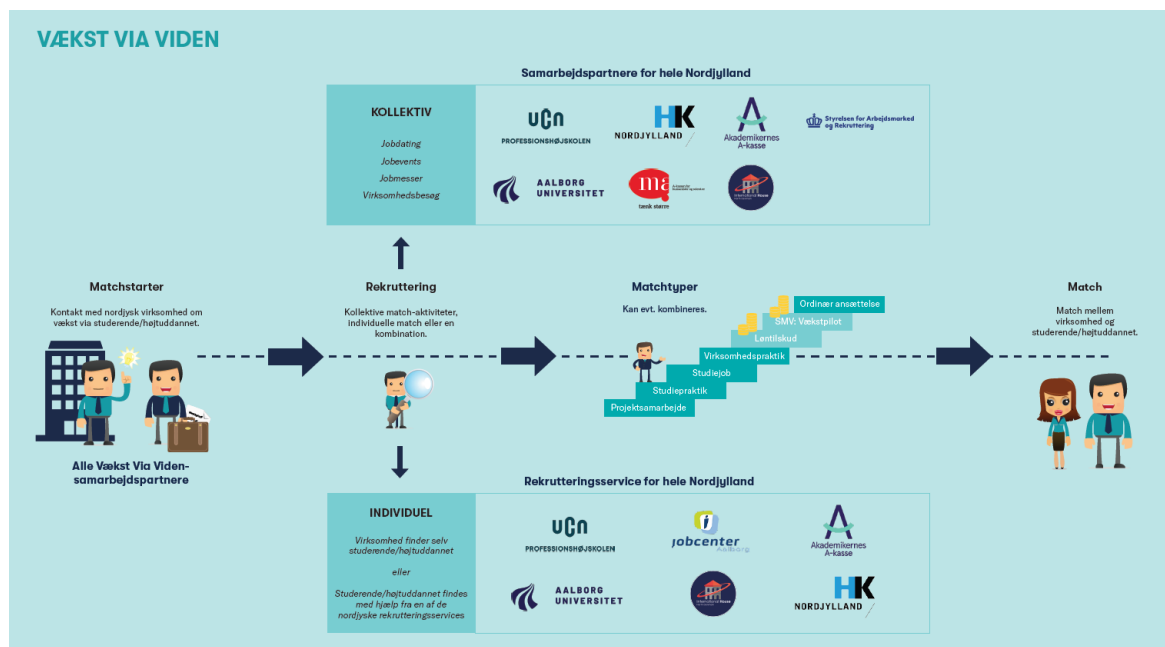 VÆKST VIA VIDEN
Samarbejdspartnere for hele Nordjylland
KOLLEKTIV
Jobdating
Jobevents
Jobmesser
Virksomhedsbesøg
UCN
PROFESSIONSHØJSKOLEN
HK
NORDJYLLAND
Akademikernes
A-kasse
Styrelsen for Arbejdsmarked
og Rekruttering
AALBORG
UNIVERSITET
ma
tænk større
International House
Matchstarter
Kontakt med nordjysk virksomhed om
vækst via studerende/højtuddannet.
Alle Vækst Via Viden-
samarbejdspartnere
Rekruttering
Kollektive match-aktiviteter,
individuelle match eller en
kombination.
Matchtyper
Kan evt. kombineres.
Ordinær ansættelse
SMV: Vækstpilot
Løntilskud
Virksomhedspraktik
Studiejob
Studiepraktik
Projektsamarbejde
Match
Match mellem
virksomhed og
studerende/højtuddannet.
Rekrutteringsservice for hele Nordjylland
INDIVIDUEL
Virksomhed finder selv
studerende/højtuddannet
eller
Studerende/højtuddannet findes
med hjælp fra en af de
nordjyske rekrutteringsservices
UCN
PROFESSIONSHØJSKOLEN
jobcenter
Aalborg
Akademikernes
A-kasse
AALBORG
UNIVERSITET
International House
HK
NORDJYLLAND